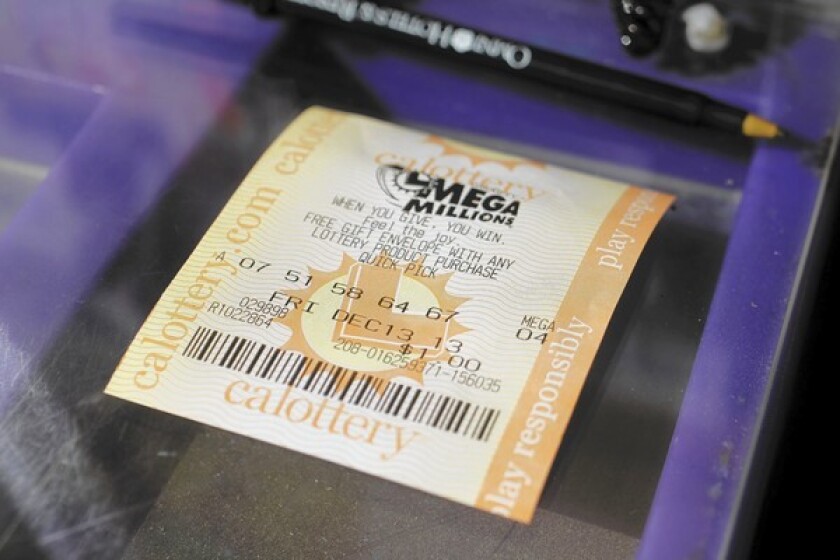 calottery
MEGA
MILLIONS
WHEN YOU GIVE, YOU WIN.
Feel the joy.
FREE GIFT ENVELOPE WITH ANY
LOTTERY PRODUCT PURCHASE
QUICK PICK
A 07 51 58 64 67 MEGA 04
FRI DEC13 13
$1.00
029898
R1022864
208-016259371-156035
calottery
calottery.com
play responsibly
play